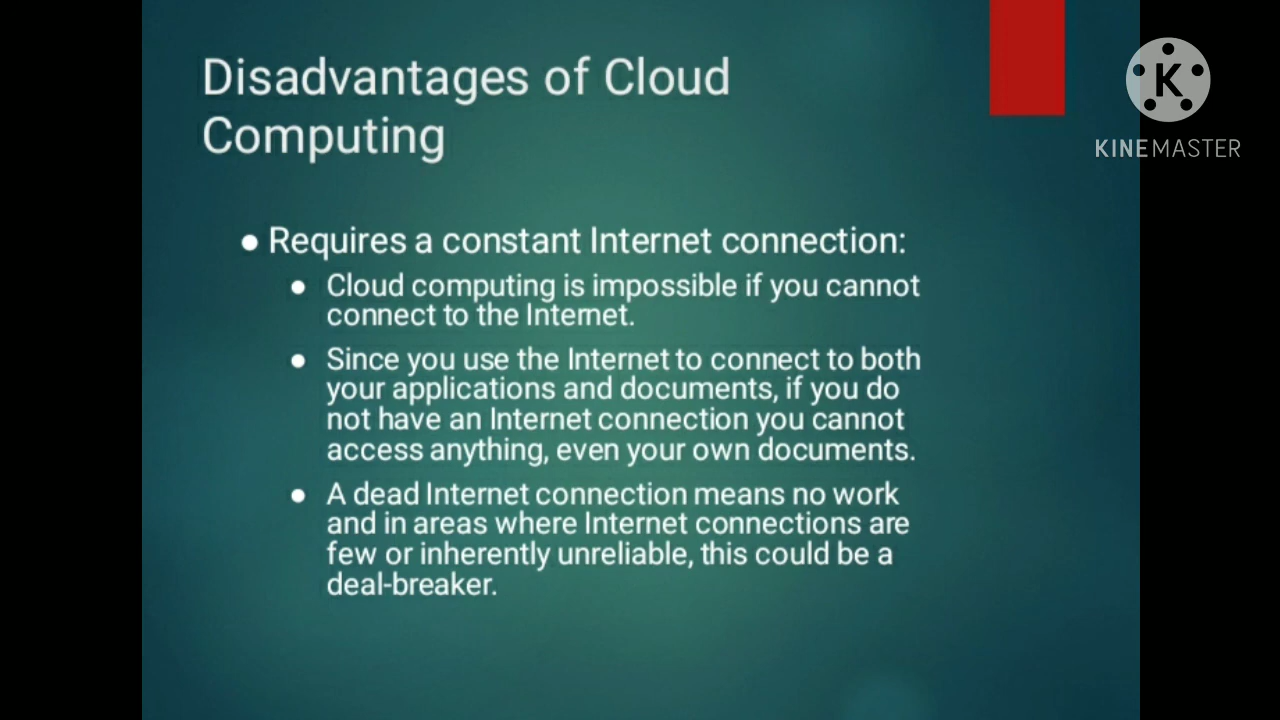 Disadvantages of Cloud
Computing
● Requires a constant Internet connection:
● Cloud computing is impossible if you cannot
connect to the Internet.
● Since you use the Internet to connect to both
your applications and documents, if you do
not have an Internet connection you cannot
access anything, even your own documents.
● A dead Internet connection means no work
and in areas where Internet connections are
few or inherently unreliable, this could be a
deal-breaker.
K
KINEMASTER